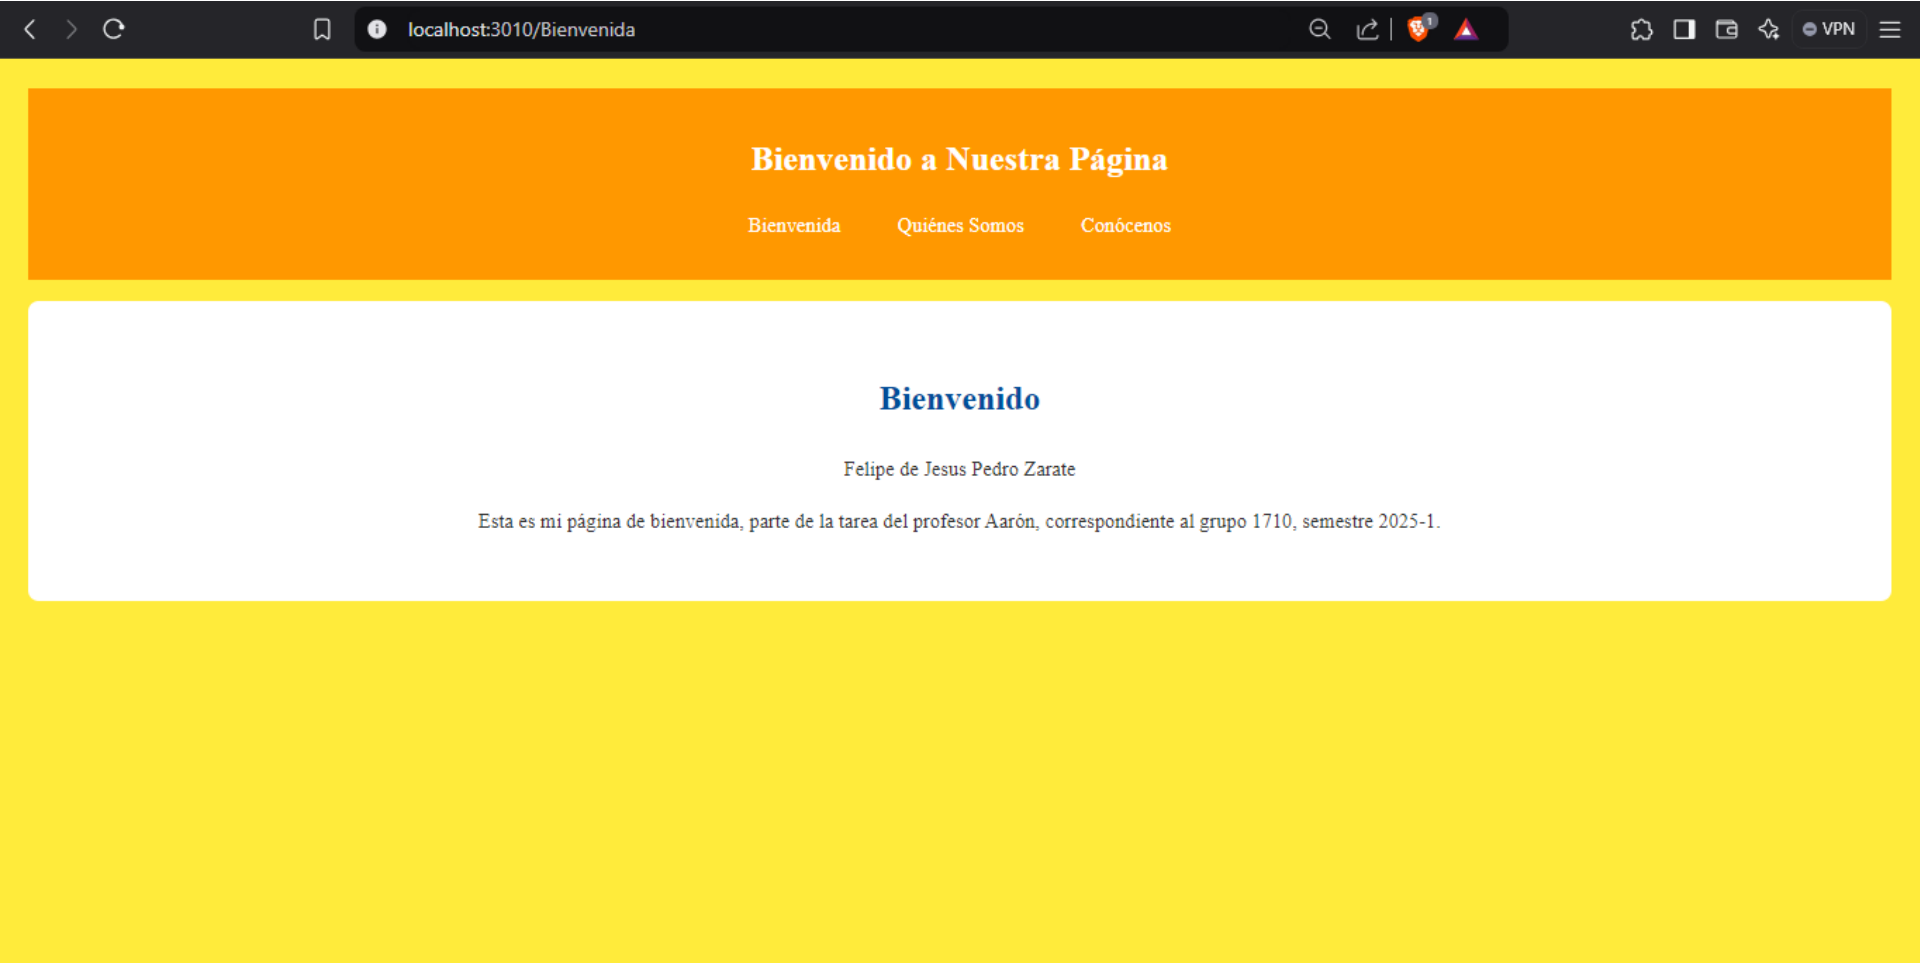 localhost:3010/Bienvenida
1
VPN
Bienvenido a Nuestra Página
Bienvenida Quiénes Somos Conócenos
Bienvenido
Felipe de Jesus Pedro Zarate
Esta es mi página de bienvenida, parte de la tarea del profesor Aarón, correspondiente al grupo 1710, semestre 2025-1.